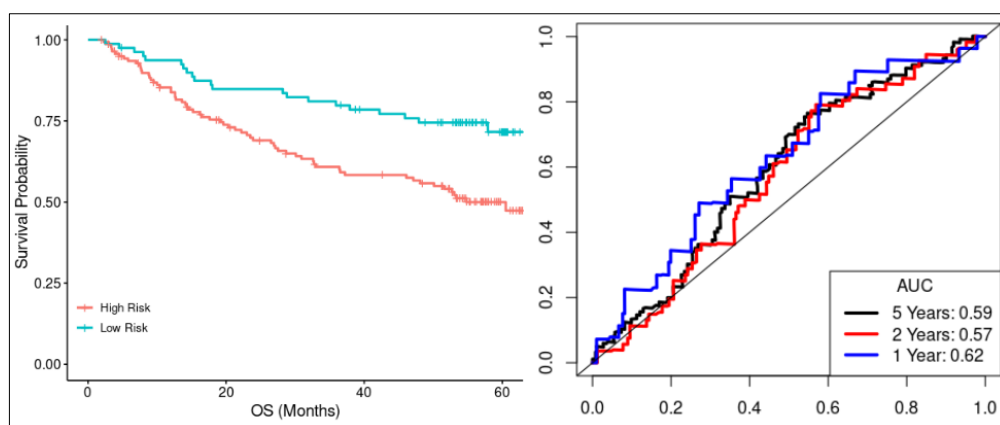 1.00
0.75
0.50
0.25
0.00
Survival Probability
High Risk
Low Risk
0
20
40
60
OS (Months)
1.0
0.8
0.6
0.4
0.2
0.0
AUC
5 Years: 0.59
2 Years: 0.57
1 Year: 0.62
0.0 0.2 0.4 0.6 0.8 1.0